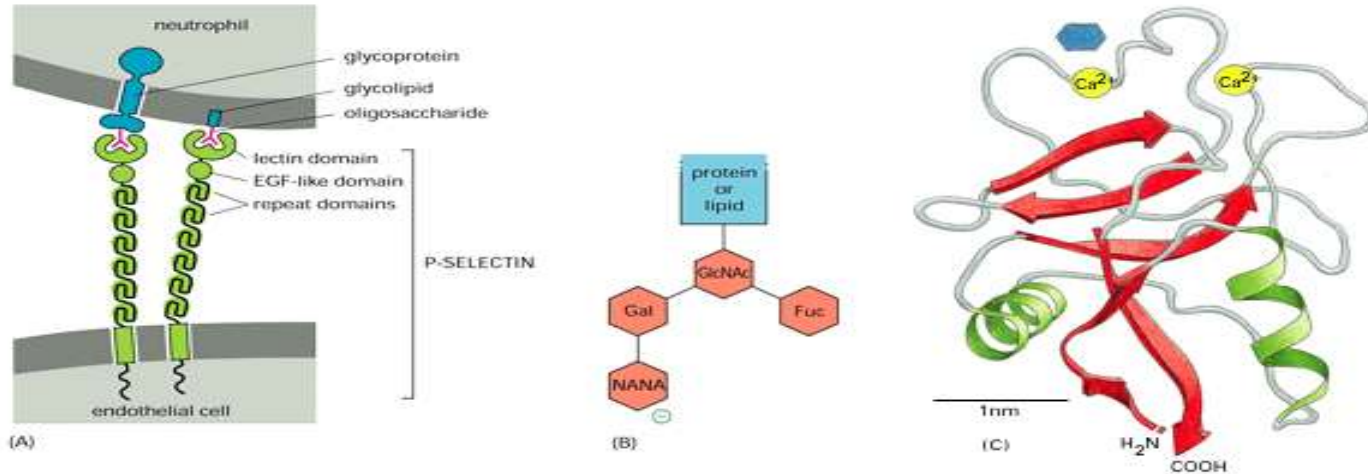 neutrophil
glycoprotein
glycolipid
oligosaccharide
lectin domain
EGF-like domain
repeat domains
P-SELECTIN
endothelial cell
(A)
protein
or
lipid
GlcNAc
Gal
Fuc
NANA
−
(B)
Ca2+
Ca2+
1nm
(C)
H2N
COOH